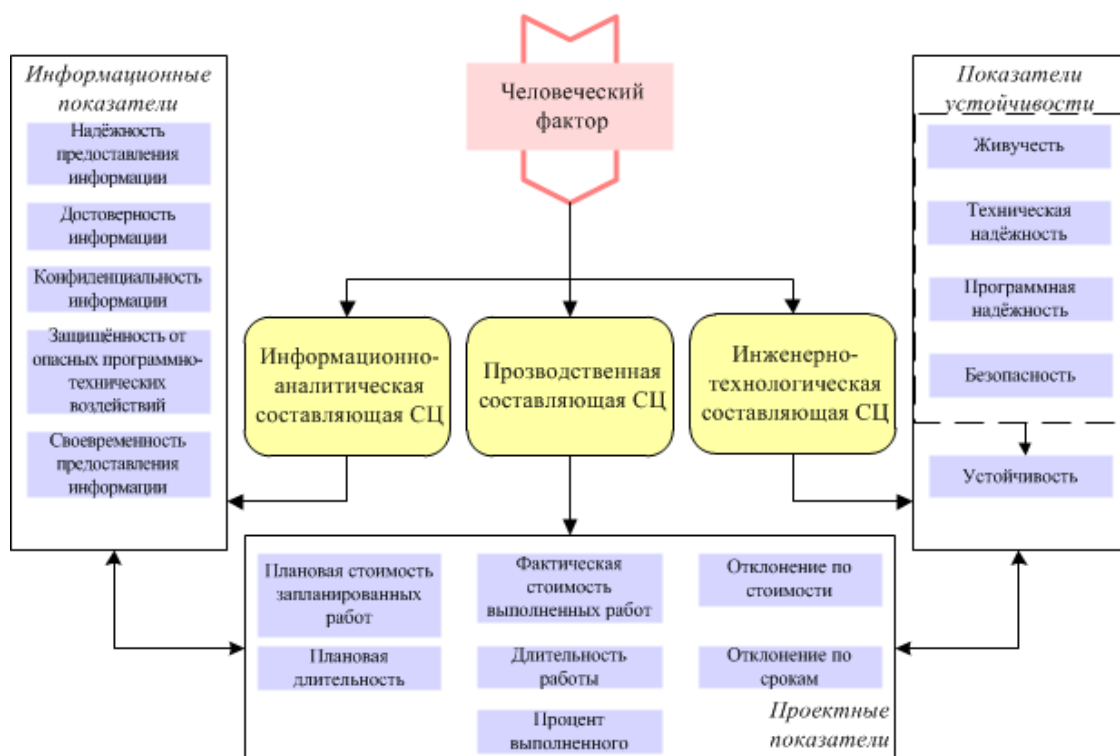 Человеческий
фактор
Информационные
показатели
Надёжность
предоставления
информации
Достоверность
информации
Конфиденциальность
информации
Защищённость от
опасных программно-
технических
воздействий
Своевременность
предоставления
информации
Информационно-
аналитическая
составляющая СЦ
Прозводственная
составляющая СЦ
Инженерно-
технологическая
составляющая СЦ
Показатели
устойчивости
Живучесть
Техническая
надёжность
Программная
надёжность
Безопасность
Устойчивость
Плановая стоимость
запланированных
работ
Фактическая
стоимость
выполненных работ
Отклонение по
стоимости
Плановая
длительность
Длительность
работы
Отклонение по
срокам
Процент
выполненного
Проектные
показатели